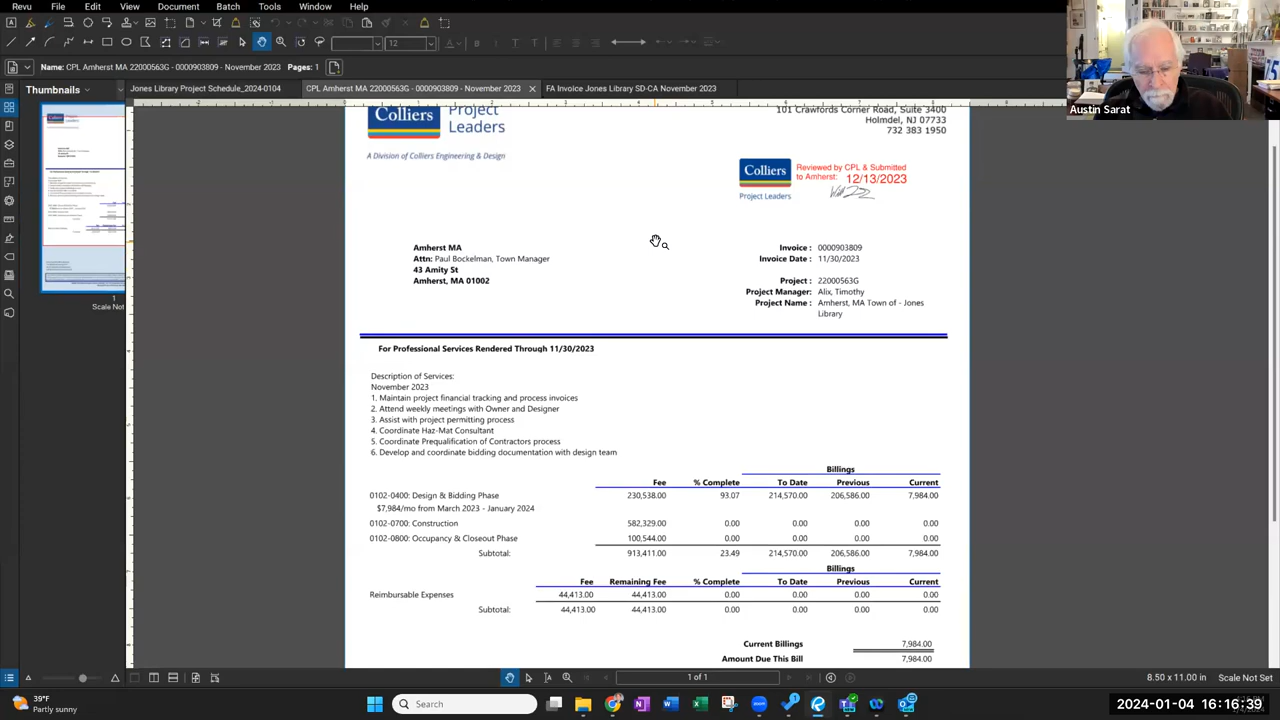 Revu File Edit View Document Batch Tools Window Help
12
Name: CPL Amherst MA 22000563G - 0000903809 - November 2023 Pages: 1
Thumbnails
Jones Library Project Schedule_2024-0104
CPL Amherst MA 22000563G - 0000903809 - November 2023
FA Invoice Jones Library SD-CA November 2023
Austin Sarat
1
Scale Not
Colliers
Project
Leaders
A Division of Colliers Engineering & Design
101 Crawfords Corner Road, Suite 3400
Holmdel, NJ 07733
732 383 1950
Colliers
Project Leaders
Reviewed by CPL & Submitted
to Amherst: 12/13/2023
Amherst MA
Attn: Paul Bockelman, Town Manager
43 Amity St
Amherst, MA 01002
Invoice : 0000903809
Invoice Date : 11/30/2023
Project : 22000563G
Project Manager: Alix, Timothy
Project Name : Amherst, MA Town of - Jones
Library
For Professional Services Rendered Through 11/30/2023
Description of Services:
November 2023
1. Maintain project financial tracking and process invoices
2. Attend weekly meetings with Owner and Designer
3. Assist with project permitting process
4. Coordinate Haz-Mat Consultant
5. Coordinate Prequalification of Contractors process
6. Develop and coordinate bidding documentation with design team
Billings
Fee % Complete To Date Previous Current
0102-0400: Design & Bidding Phase 230,538.00 93.07 214,570.00 206,586.00 7,984.00
$7,984/mo from March 2023 - January 2024
0102-0700: Construction 582,329.00 0.00 0.00 0.00 0.00
0102-0800: Occupancy & Closeout Phase 100,544.00 0.00 0.00 0.00 0.00
Subtotal: 913,411.00 23.49 214,570.00 206,586.00 7,984.00
Billings
Fee Remaining Fee % Complete To Date Previous Current
Reimbursable Expenses 44,413.00 44,413.00 0.00 0.00 0.00 0.00
Subtotal: 44,413.00 44,413.00 0.00 0.00 0.00 0.00
Current Billings 7,984.00
Amount Due This Bill 7,984.00
1 of 1
8.50 x 11.00 in Scale Not Set
39°F
Partly sunny
Search
2024-01-04 16:16:39